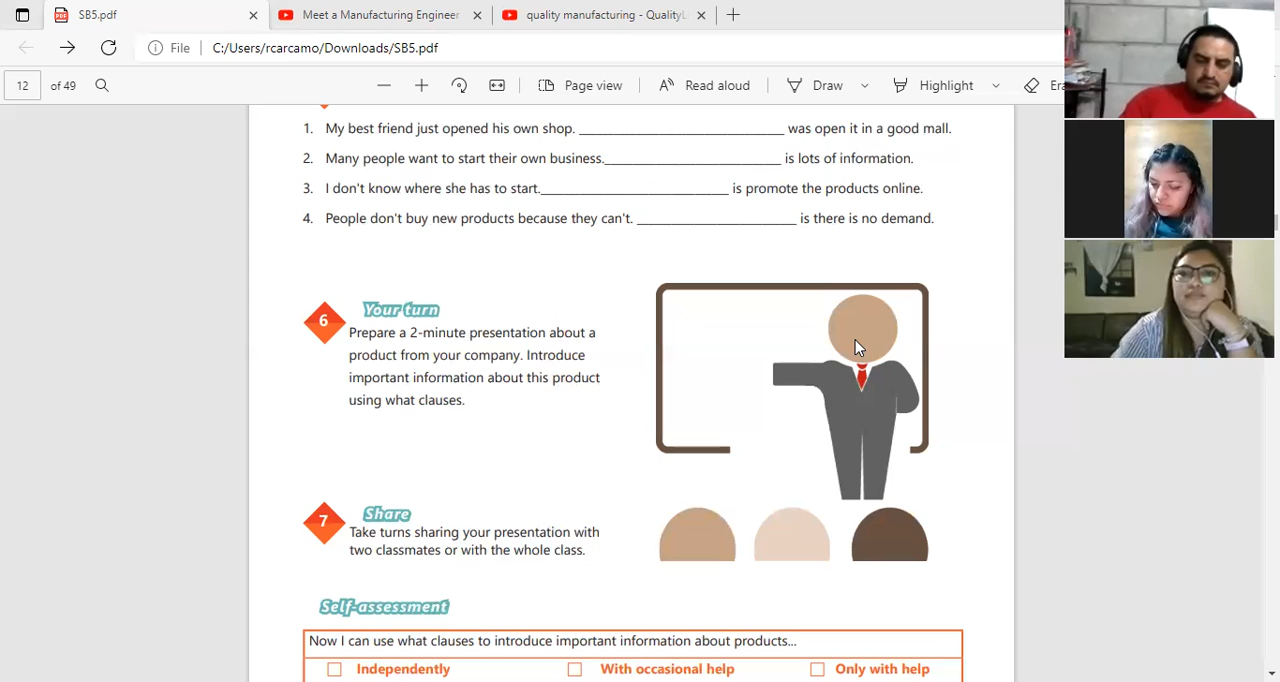 SB5.pdf
Meet a Manufacturing Engineer
quality manufacturing - QualityL
File
C:/Users/rcarcamo/Downloads/SB5.pdf
12 of 49
Page view
Read aloud
Draw
Highlight
1. My best friend just opened his own shop. ________________________ was open it in a good mall.
2. Many people want to start their own business.____________________ is lots of information.
3. I don't know where she has to start.______________________ is promote the products online.
4. People don't buy new products because they can't. ___________________ is there is no demand.
6
Your turn
Prepare a 2-minute presentation about a
product from your company. Introduce
important information about this product
using what clauses.
7
Share
Take turns sharing your presentation with
two classmates or with the whole class.
Self-assessment
Now I can use what clauses to introduce important information about products...
Independently
With occasional help
Only with help